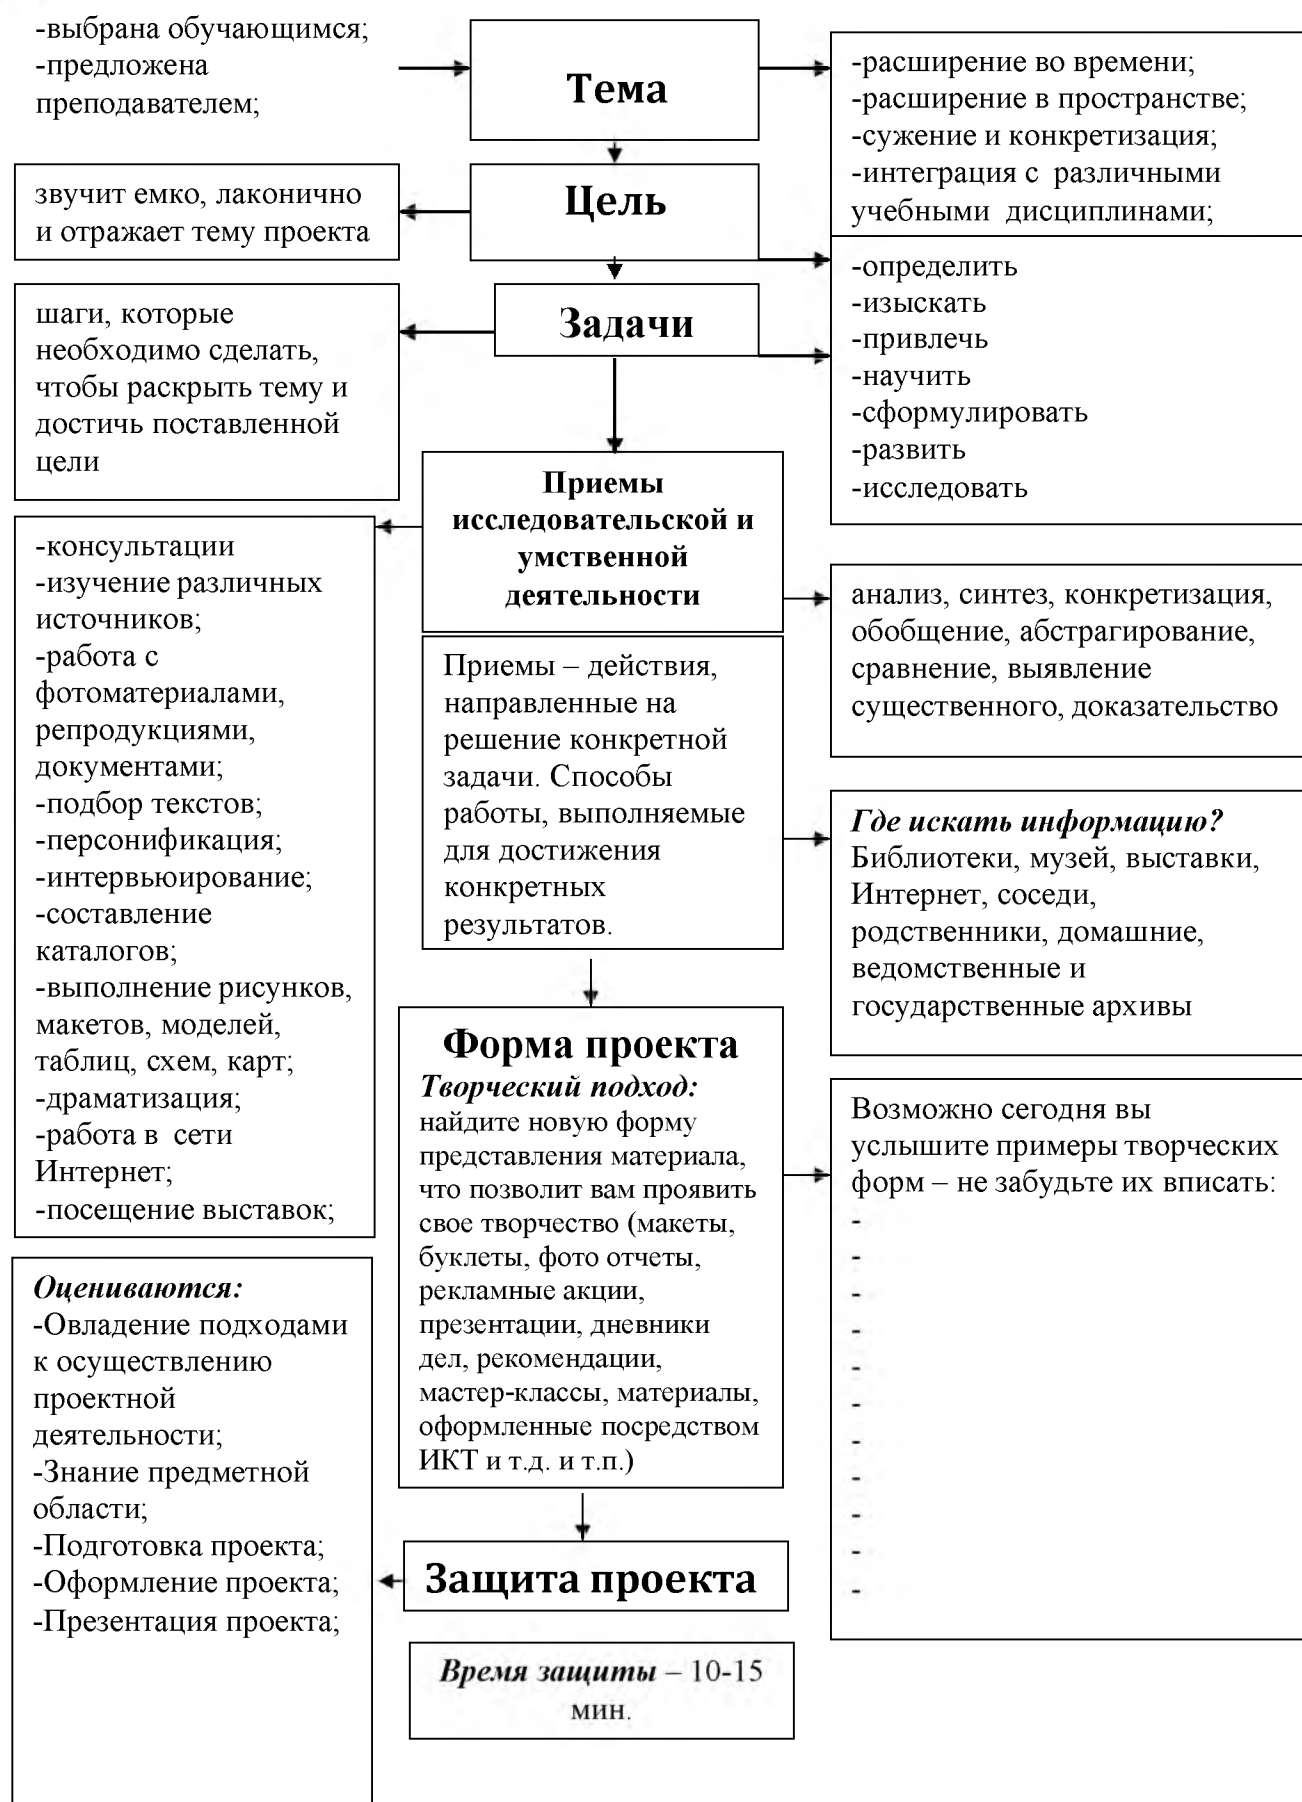 -выбрана обучающимся;
-предложена
преподавателем;
Тема
-расширение во времени;
-расширение в пространстве;
-сужение и конкретизация;
-интеграция с различными
учебными дисциплинами;
звучит емко, лаконично
и отражает тему проекта
Цель
-определить
-изыскать
-привлечь
-научить
-сформулировать
-развить
-исследовать
шаги, которые
необходимо сделать,
чтобы раскрыть тему и
достичь поставленной
цели
Задачи
Приемы
исследовательской и
умственной
деятельности
-консультации
-изучение различных
источников;
-работа с
фотоматериалами,
репродукциями,
документами;
-подбор текстов;
-персонификация;
-интервьюирование;
-составление
каталогов;
-выполнение рисунков,
макетов, моделей,
таблиц, схем, карт;
-драматизация;
-работа в сети
Интернет;
-посещение выставок;
анализ, синтез, конкретизация,
обобщение, абстрагирование,
сравнение, выявление
существенного, доказательство
Приемы – действия,
направленные на
решение конкретной
задачи. Способы
работы, выполняемые
для достижения
конкретных
результатов.
Где искать информацию?
Библиотеки, музей, выставки,
Интернет, соседи,
родственники, домашние,
ведомственные и
государственные архивы
Форма проекта
Творческий подход:
найдите новую форму
представления материала,
что позволит вам проявить
свое творчество (макеты,
буклеты, фото отчеты,
рекламные акции,
презентации, дневники
дел, рекомендации,
мастер-классы, материалы,
оформленные посредством
ИКТ и т.д. и т.п.)
Возможно сегодня вы
услышите примеры творческих
форм – не забудьте их вписать:
-
-
-
-
-
-
-
-
-
-
-
Оцениваются:
-Овладение подходами
к осуществлению
проектной
деятельности;
-Знание предметной
области;
-Подготовка проекта;
-Оформление проекта;
-Презентация проекта;
Защита проекта
Время защиты – 10-15
мин.